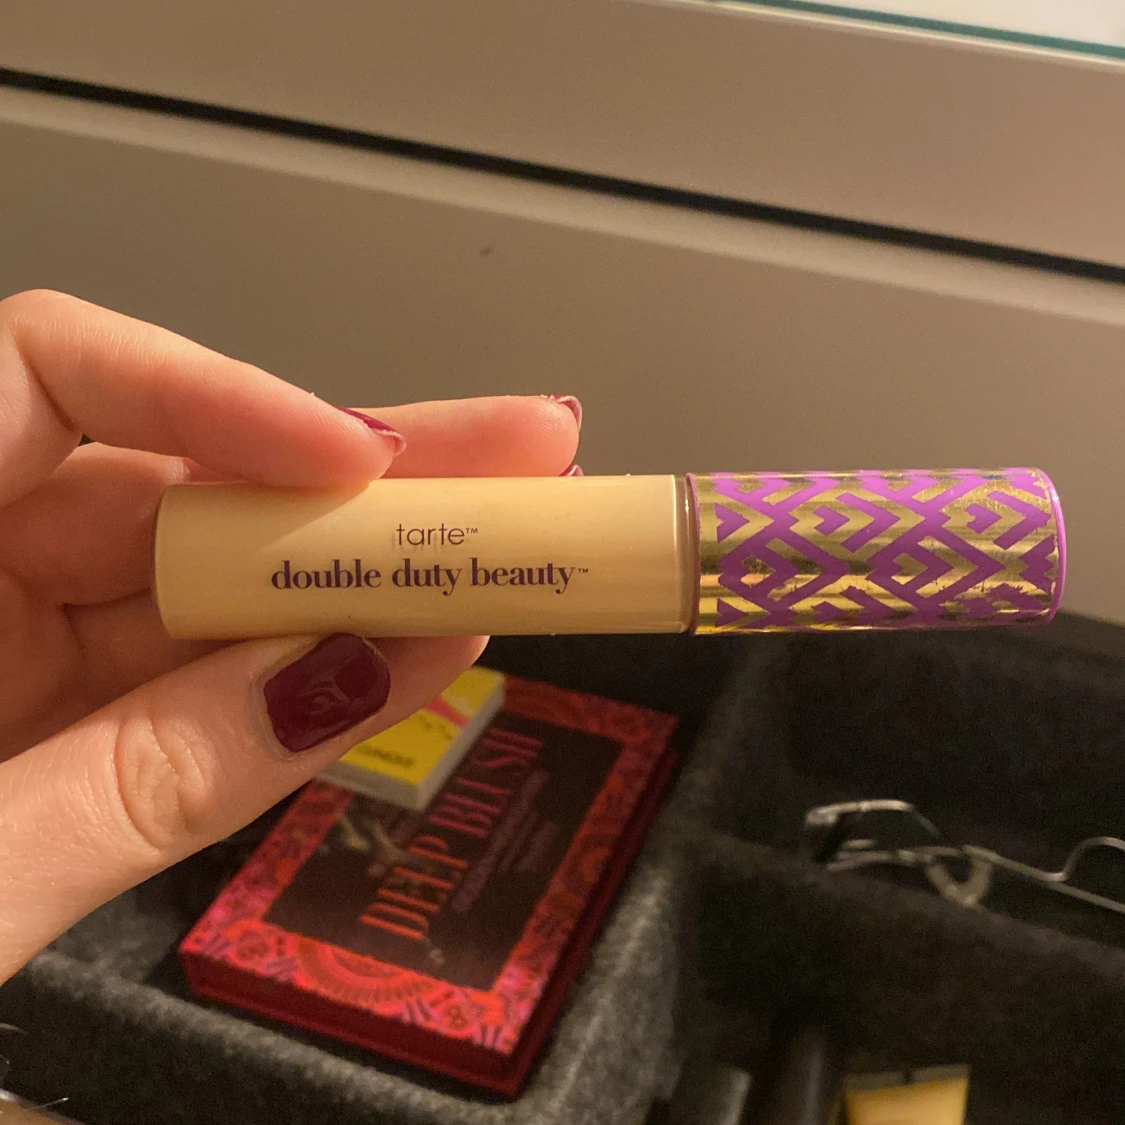 tarte™
double duty beauty™
DEEP BLUSH